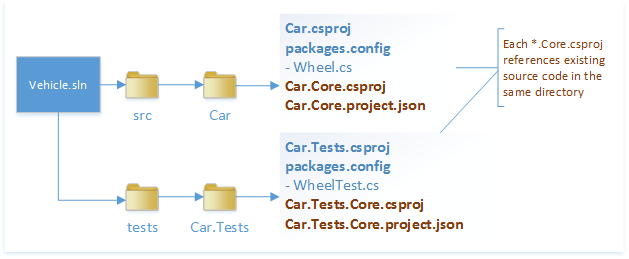 Vehicle.sln
src
Car
Car.csproj
packages.config
- Wheel.cs
Car.Core.csproj
Car.Core.project.json
Each *.Core.csproj
references existing
source code in the
same directory
tests
Car.Tests
Car.Tests.csproj
packages.config
- WheelTest.cs
Car.Tests.Core.csproj
Car.Tests.Core.project.json